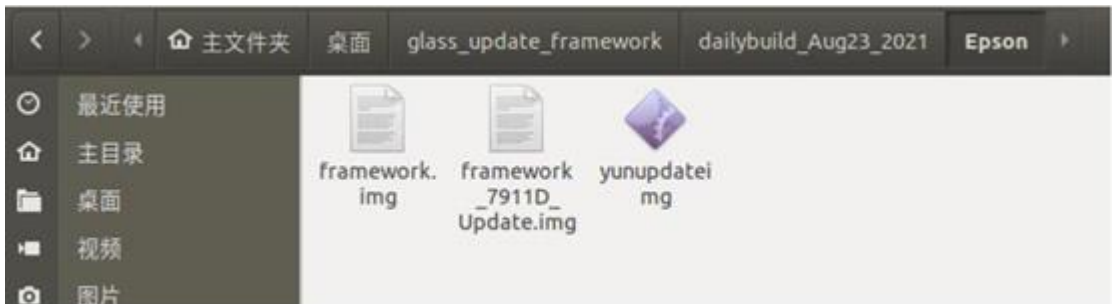 主文件夹 桌面 glass_update_framework dailybuild_Aug23_2021 Epson
最近使用
主目录
桌面
视频
图片
framework.
img
framework
_7911D_
Update.img
yunupdatei
mg